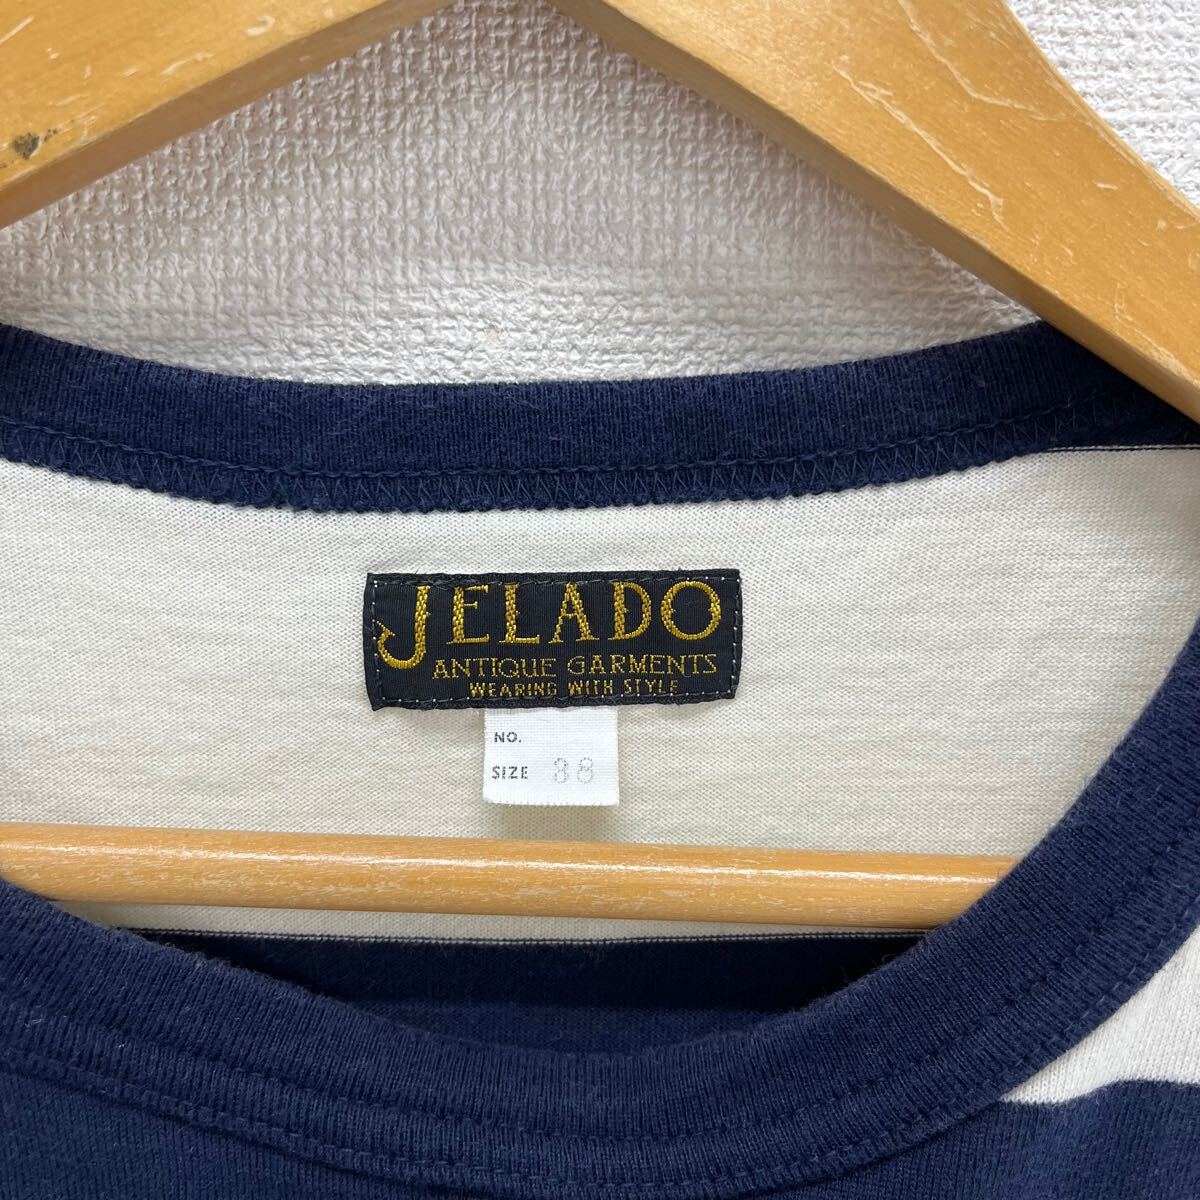 JELADO
ANTIQUE GARMENTS
WEARING WITH STYLE
NO.
SIZE 38